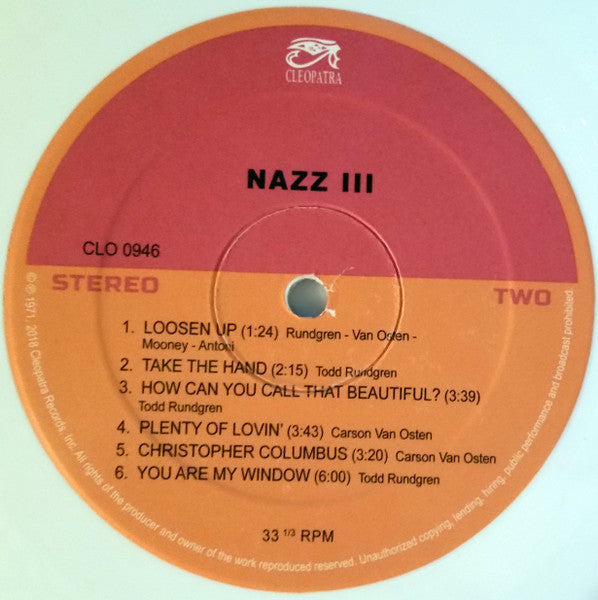 CLEOPATRA
NAZZ III
CLO 0946
STEREO
TWO
1. LOOSEN UP (1:24) Rundgren - Van Osten -
Mooney - Antoni
2. TAKE THE HAND (2:15) Todd Rundgren
3. HOW CAN YOU CALL THAT BEAUTIFUL? (3:39)
Todd Rundgren
4. PLENTY OF LOVIN' (3:43) Carson Van Osten
5. CHRISTOPHER COLUMBUS (3:20) Carson Van Osten
6. YOU ARE MY WINDOW (6:00) Todd Rundgren
33 1/3 RPM
© ℗ 1971, 2018 Cleopatra Records, Inc. All rights of the producer and owner of the work reproduced reserved. Unauthorized copying, lending, hiring, public performance and broadcast prohibited.